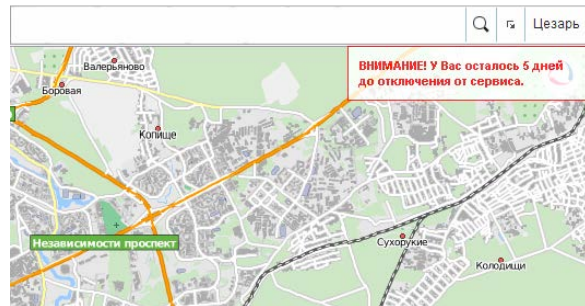 Цезарь
ВНИМАНИЕ! У Вас осталось 5 дней
до отключения от сервиса.
Валерьяново
Боровая
Копище
Независимости проспект
Сухорукие
Колодищи